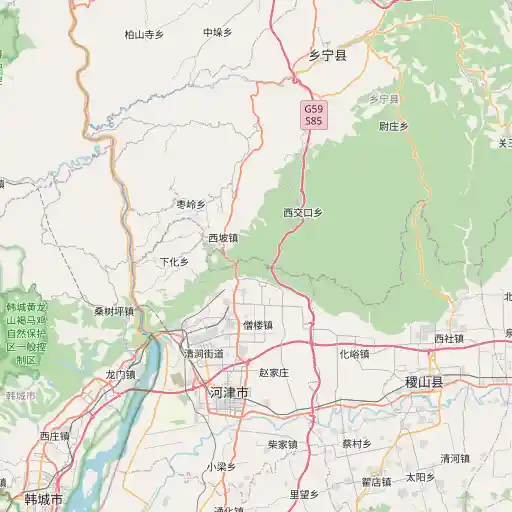 柏山寺乡
中垛乡
乡宁县
G59
S85
乡宁县
尉庄乡
关王
枣岭乡
西交口乡
西坡镇
下化乡
韩城黄龙
山褐马鸡
自然保护
区一般控
制区
桑树坪镇
僧楼镇
清涧街道
化峪镇
西社镇
北
泉
龙门镇
赵家庄
稷山县
韩城市
河津市
西庄镇
柴家镇
蔡村乡
清河镇
小梁乡
太阳乡
翟店镇
韩城市
里望乡
通化镇